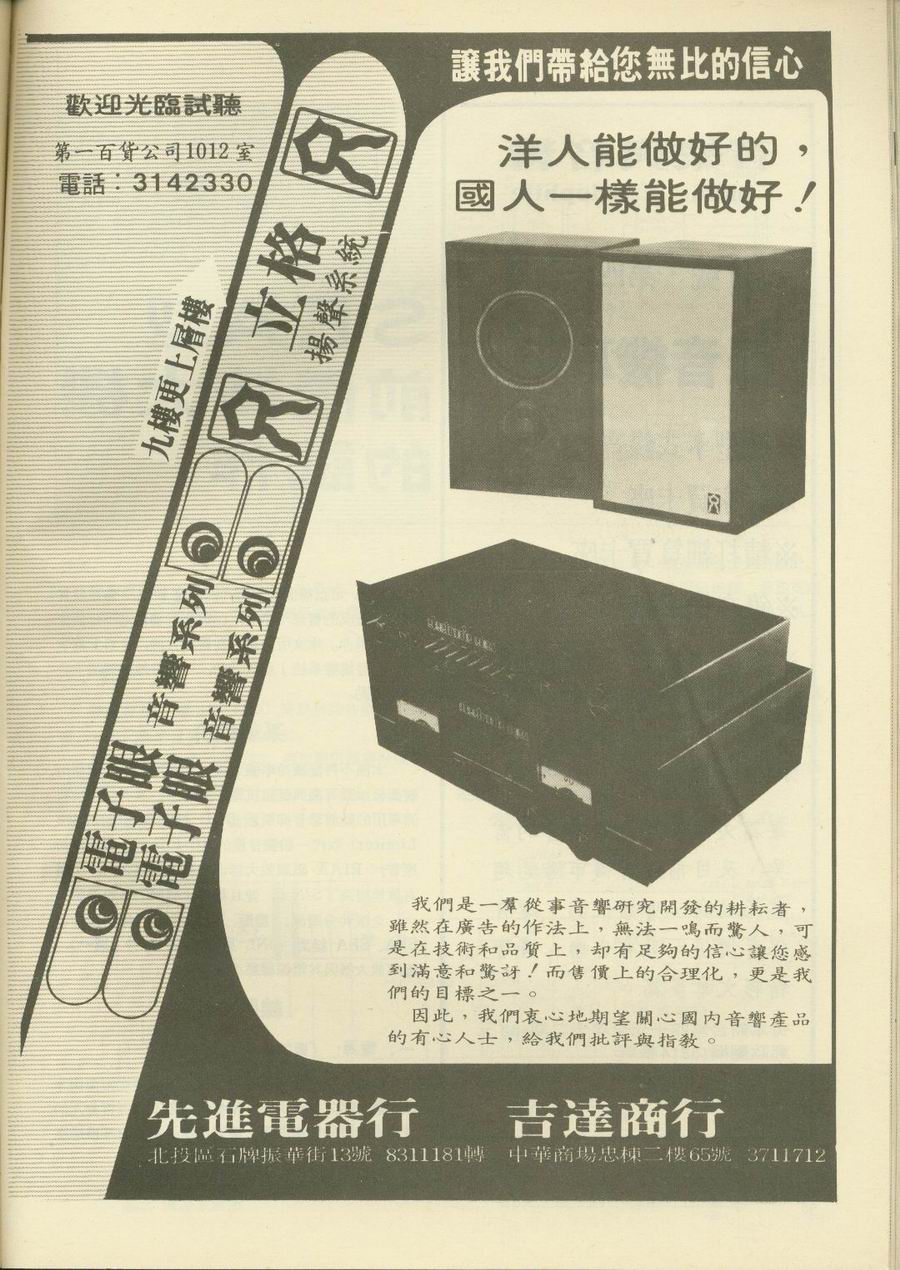 讓我們帶給您無比的信心
歡迎光臨試聽
第一百貨公司1012室
電話：3142330
洋人能做好的，
國人一樣能做好！
立格
揚聲系統
九樓更上層樓
電子眼 音響系列
電子眼 音響系列
我們是一羣從事音響研究開發的耕耘者，
雖然在廣告的作法上，無法一鳴而驚人，可
是在技術和品質上，却有足夠的信心讓您感
到滿意和驚訝！而售價上的合理化，更是我
們的目標之一。
因此，我們衷心地期望關心國內音響產品
的有心人士，給我們批評與指教。
先進電器行
北投區石牌振華街13號 8311181轉
吉達商行
中華商場忠棟二樓65號 3711712